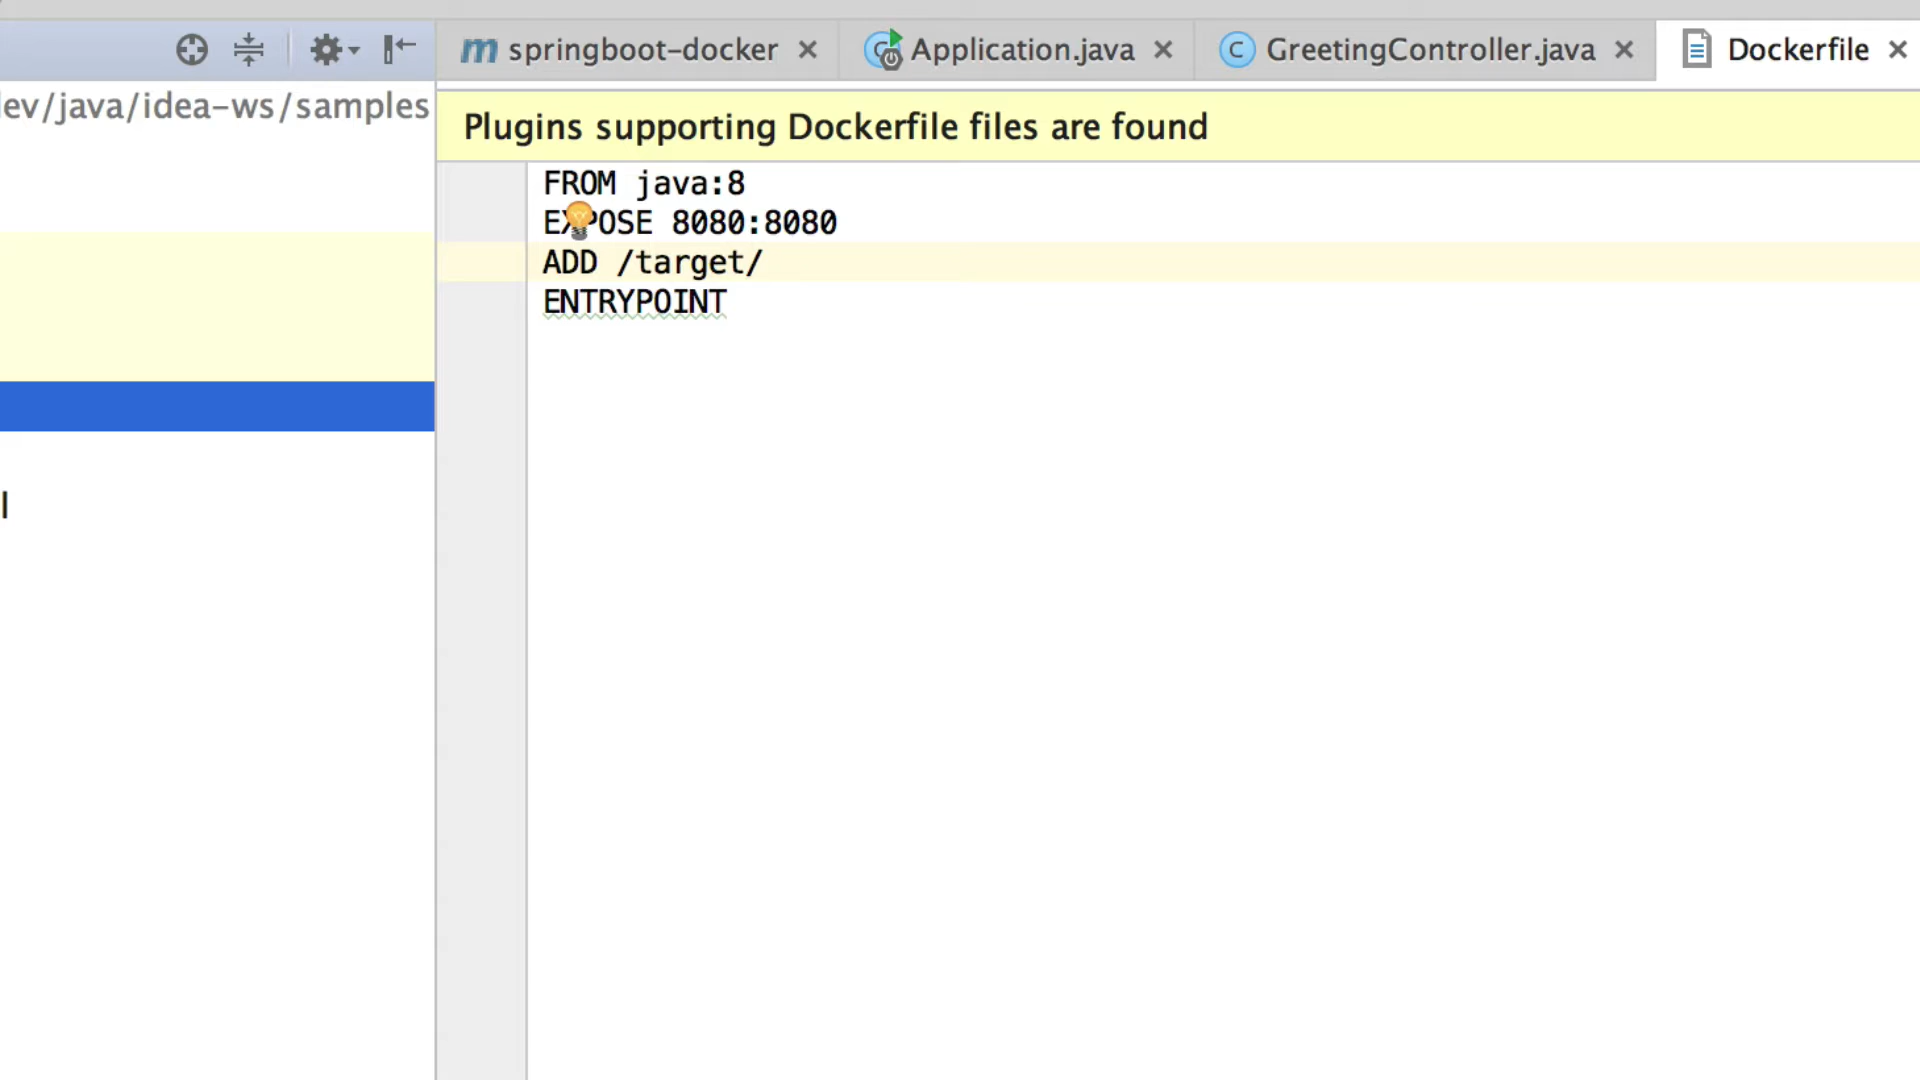 springboot-docker
Application.java
GreetingController.java
Dockerfile
ev/java/idea-ws/samples
Plugins supporting Dockerfile files are found
FROM java:8
EXPOSE 8080:8080
ADD /target/
ENTRYPOINT
l